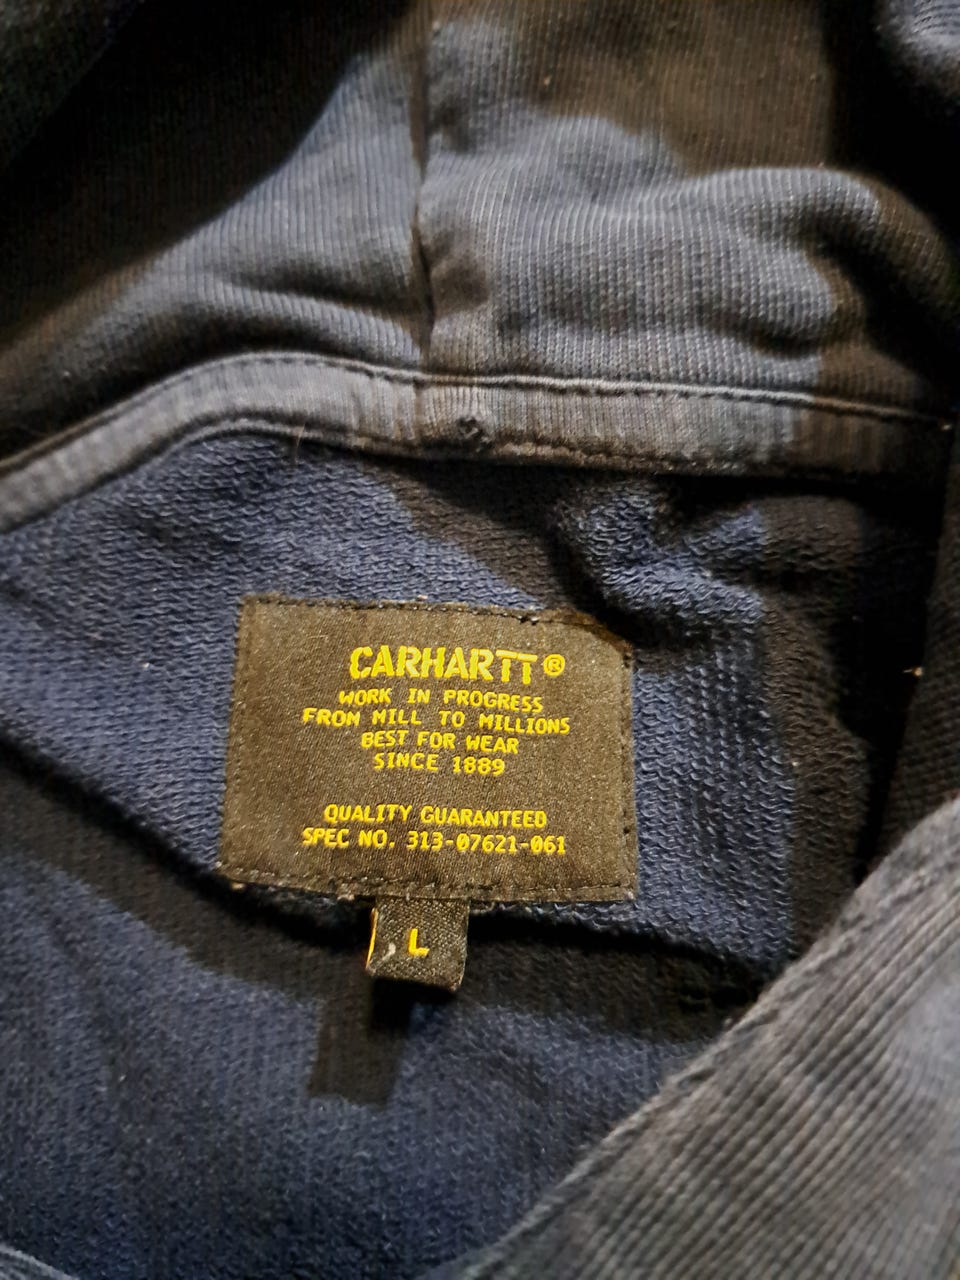 CARHARTT®
WORK IN PROGRESS
FROM MILL TO MILLIONS
BEST FOR WEAR
SINCE 1889
QUALITY GUARANTEED
SPEC NO. 313-07621-061
L